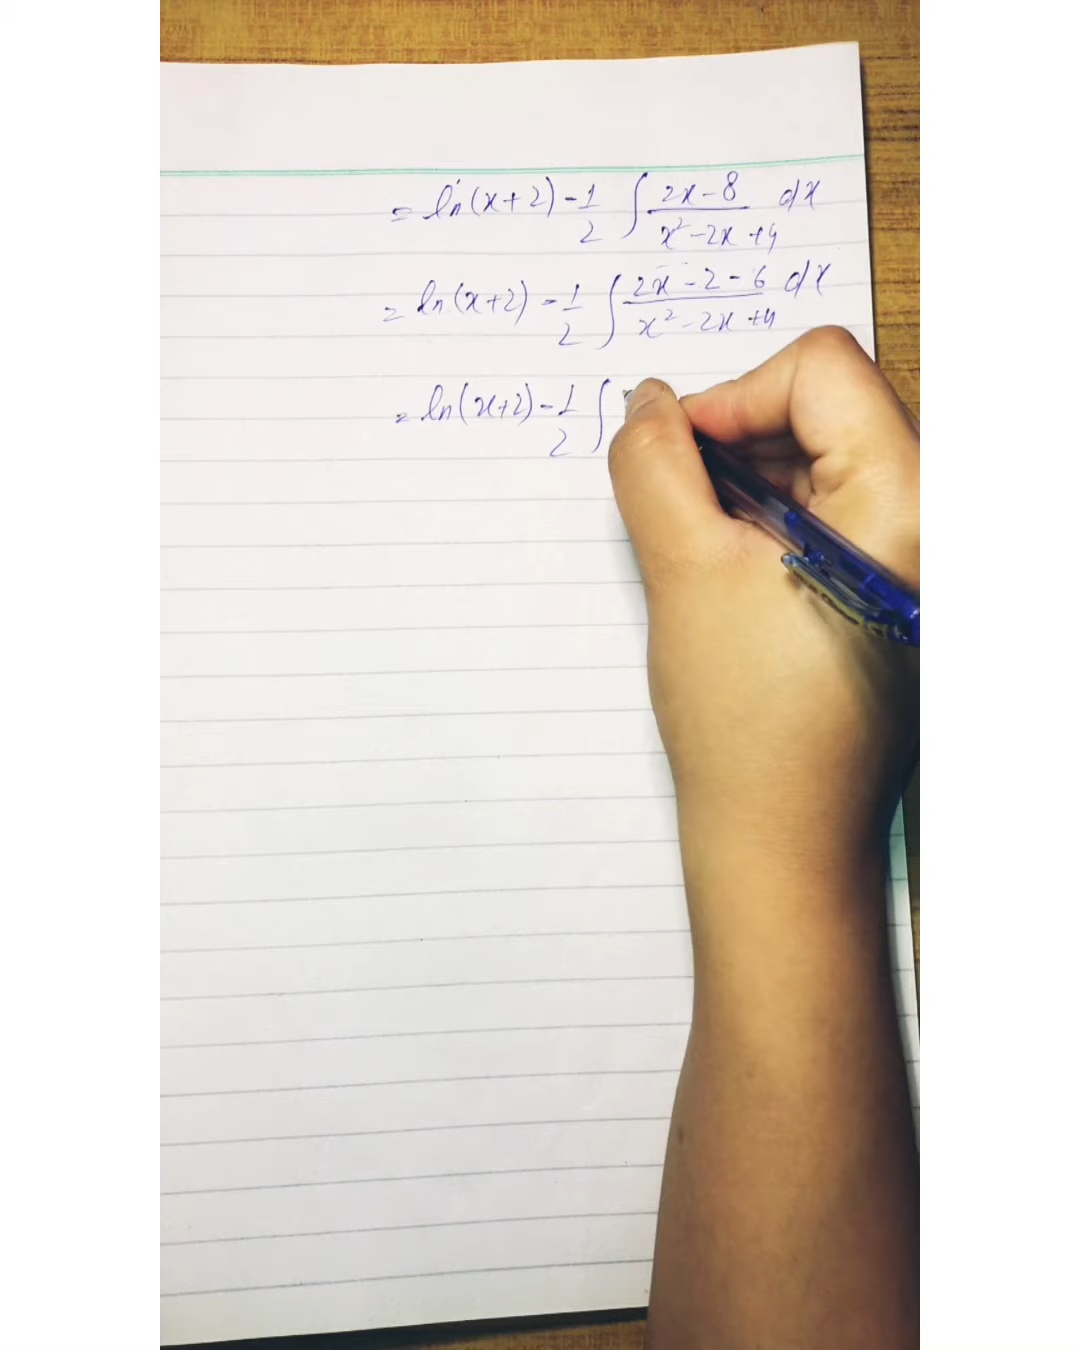 = ln(x+2) - 1/2 ∫ (2x-8)/(x²-2x+4) dx
= ln(x+2) - 1/2 ∫ (2x-2-6)/(x²-2x+4) dx
= ln(x+2) - 1/2 ∫